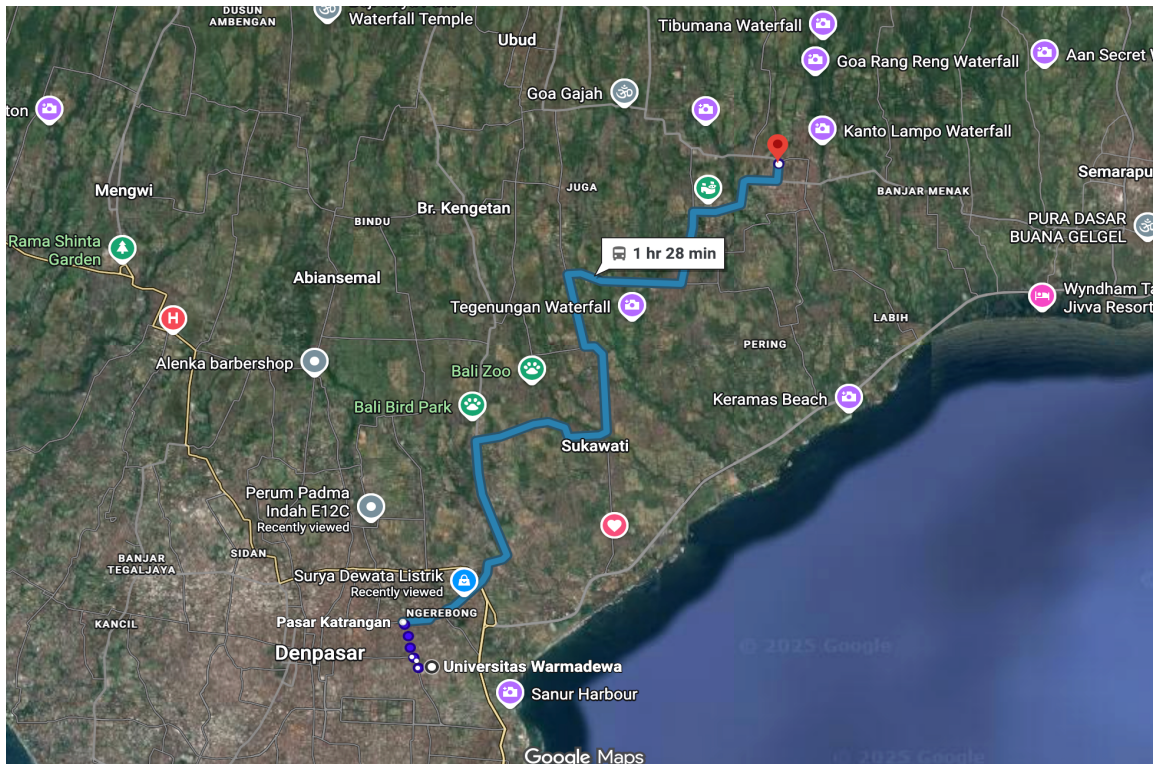 DUSUN
AMBENGAN
Waterfall Temple
Ubud
Tibumana Waterfall
Goa Rang Reng Waterfall
Aan Secret
Goa Gajah
ton
Kanto Lampo Waterfall
Semarapu
Mengwi
JUGA
BANJAR MENAK
Br. Kengetan
BINDU
PURA DASAR
BUANA GELGEL
Rama Shinta
Garden
1 hr 28 min
Abiansemal
Wyndham Ta
Jivva Resort
Tegenungan Waterfall
H
LABIH
PERING
Alenka barbershop
Bali Zoo
Bali Bird Park
Keramas Beach
Sukawati
Perum Padma
Indah E12C
Recently viewed
BANJAR
TEGALJAYA
SIDAN
Surya Dewata Listrik
Recently viewed
NGEREBONG
KANCIL
Pasar Katrangan
Denpasar
Universitas Warmadewa
© 2025 Google
Sanur Harbour
Google Maps
© 2025 Google